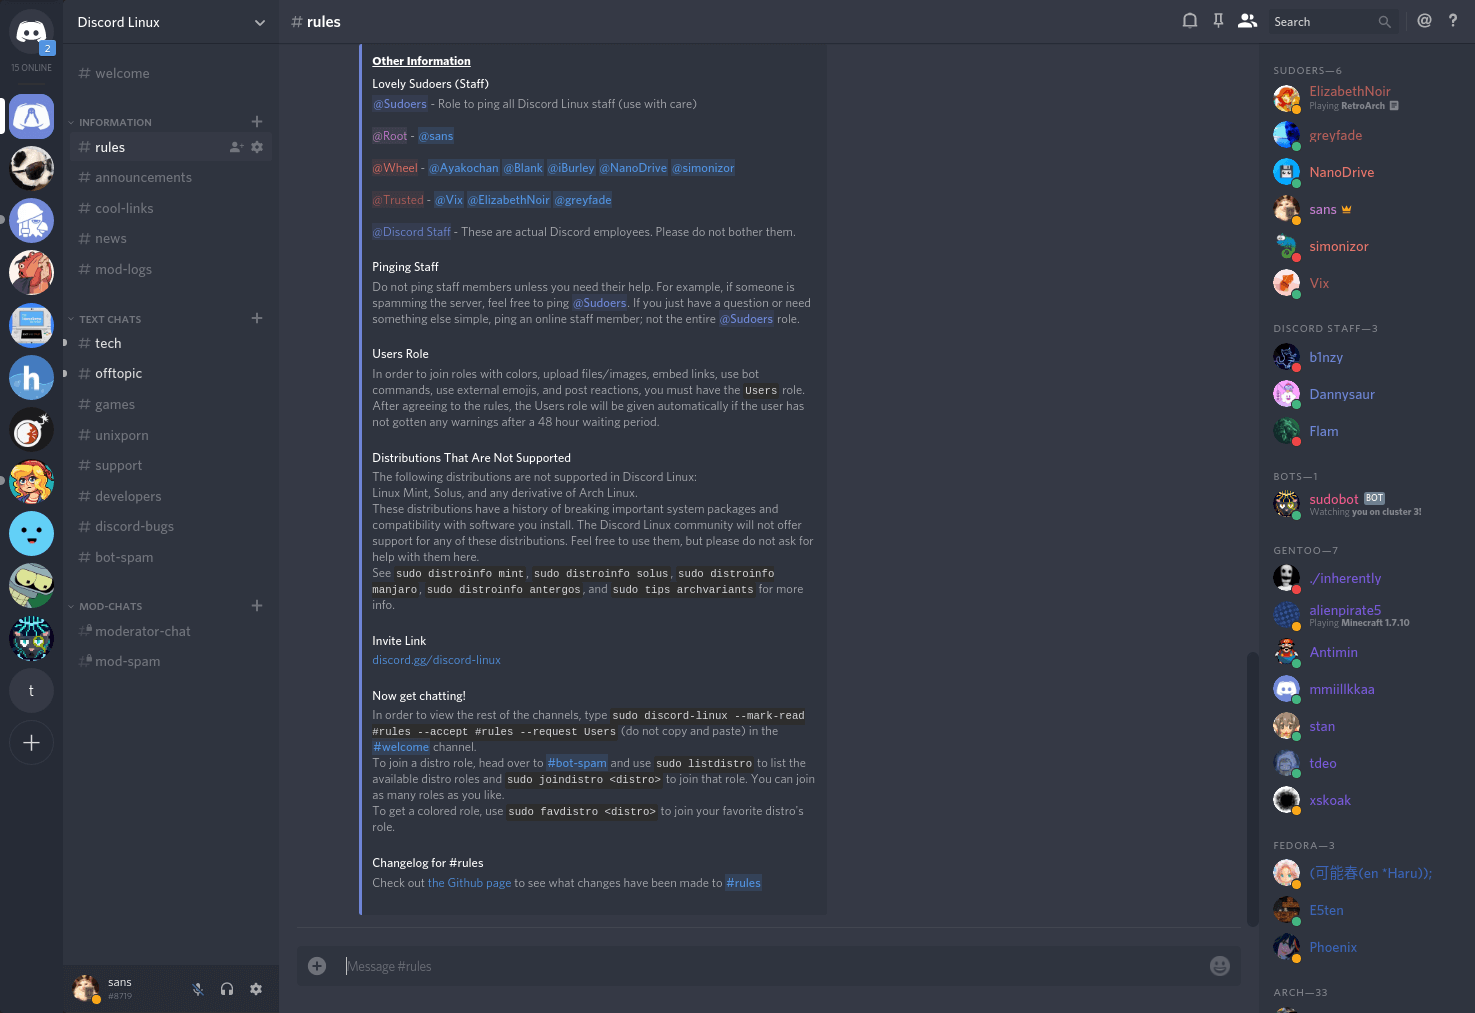 2
15 ONLINE
t
Discord Linux
# welcome
INFORMATION
# rules
# announcements
# cool-links
# news
# mod-logs
TEXT CHATS
# tech
# offtopic
# games
# unixporn
# support
# developers
# discord-bugs
# bot-spam
MOD-CHATS
# moderator-chat
# mod-spam
sans
#8719
# rules
Search
@ ?
Other Information
Lovely Sudoers (Staff)
@Sudoers - Role to ping all Discord Linux staff (use with care)
@Root - @sans
@Wheel - @Ayakochan @Blank @iBurley @NanoDrive @simonizor
@Trusted - @Vix @ElizabethNoir @greyfade
@Discord Staff - These are actual Discord employees. Please do not bother them.
Pinging Staff
Do not ping staff members unless you need their help. For example, if someone is
spamming the server, feel free to ping @Sudoers. If you just have a question or need
something else simple, ping an online staff member; not the entire @Sudoers role.
Users Role
In order to join roles with colors, upload files/images, embed links, use bot
commands, use external emojis, and post reactions, you must have the Users role.
After agreeing to the rules, the Users role will be given automatically if the user has
not gotten any warnings after a 48 hour waiting period.
Distributions That Are Not Supported
The following distributions are not supported in Discord Linux:
Linux Mint, Solus, and any derivative of Arch Linux.
These distributions have a history of breaking important system packages and
compatibility with software you install. The Discord Linux community will not offer
support for any of these distributions. Feel free to use them, but please do not ask for
help with them here.
See sudo distroinfo mint, sudo distroinfo solus, sudo distroinfo
manjaro, sudo distroinfo antergos, and sudo tips archvariants for more
info.
Invite Link
discord.gg/discord-linux
Now get chatting!
In order to view the rest of the channels, type sudo discord-linux --mark-read
#rules --accept #rules --request Users (do not copy and paste) in the
#welcome channel.
To join a distro role, head over to #bot-spam and use sudo listdistro to list the
available distro roles and sudo joindistro <distro> to join that role. You can join
as many roles as you like.
To get a colored role, use sudo favdistro <distro> to join your favorite distro's
role.
Changelog for #rules
Check out the Github page to see what changes have been made to #rules
Message #rules
SUDOERS—6
ElizabethNoir
Playing RetroArch
greyfade
NanoDrive
sans
simonizor
Vix
DISCORD STAFF—3
b1nzy
Dannysaur
Flam
BOTS—1
sudobot BOT
Watching you on cluster 3!
GENTOO—7
./inherently
alienpirate5
Playing Minecraft 1.7.10
Antimin
mmiillkkaa
stan
tdeo
xskoak
FEDORA—3
(可能春(en *Haru));
E5ten
Phoenix
ARCH—33